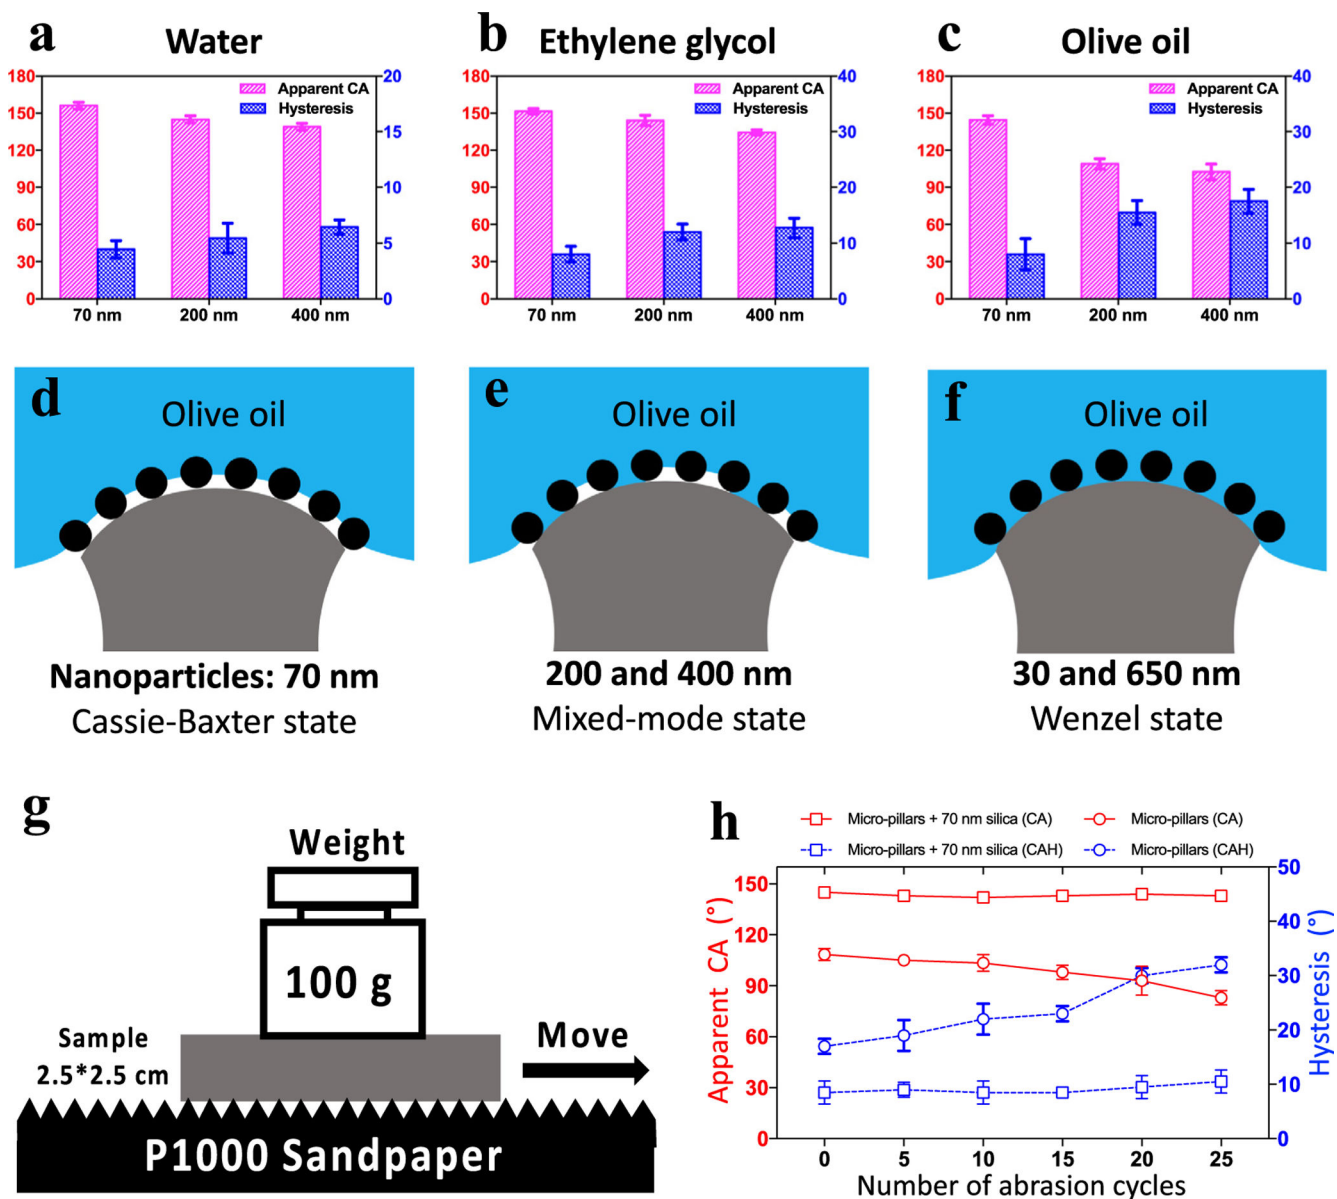 a
Water
180
150
120
90
60
30
0
Apparent CA
Hysteresis
20
15
10
5
0
70 nm
200 nm
400 nm
b
Ethylene glycol
180
150
120
90
60
30
0
Apparent CA
Hysteresis
40
30
20
10
0
70 nm
200 nm
400 nm
c
Olive oil
180
150
120
90
60
30
0
Apparent CA
Hysteresis
40
30
20
10
0
70 nm
200 nm
400 nm
d
Olive oil
Nanoparticles: 70 nm
Cassie-Baxter state
e
Olive oil
200 and 400 nm
Mixed-mode state
f
Olive oil
30 and 650 nm
Wenzel state
g
Weight
100 g
Sample
2.5*2.5 cm
Move
P1000 Sandpaper
h
Micro-pillars + 70 nm silica (CA)
Micro-pillars (CA)
Micro-pillars + 70 nm silica (CAH)
Micro-pillars (CAH)
Apparent CA (°)
150
120
90
60
30
0
50
40
30
20
10
0
Hysteresis (°)
0
5
10
15
20
25
Number of abrasion cycles